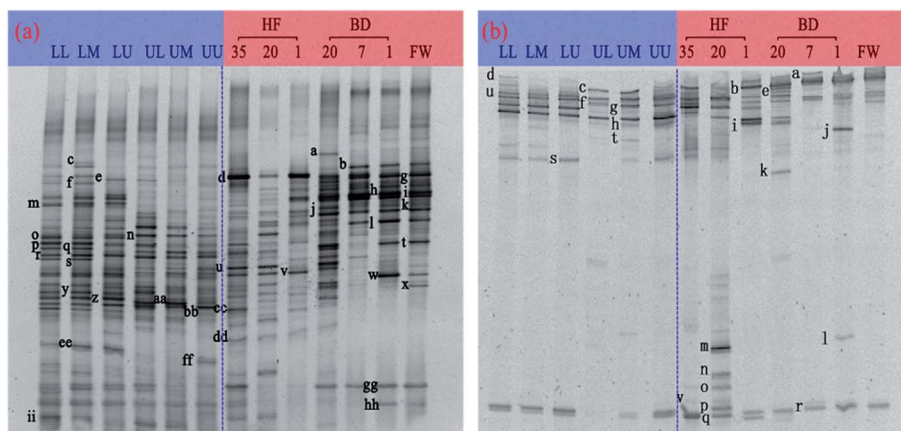 (a) HF BD
LL LM LU UL UM UU 35 20 1 20 7 1 FW
a
c b
f e d h g
m j i
k
n l
o
p q t
r s u v w
x
y z aa bb cc
ee dd
ff
gg
hh
ii
(b) HF BD
LL LM LU UL UM UU 35 20 1 20 7 1 FW
d a
u c b e
f g
h i j
t
s k
l
m
n
o
v p r
q